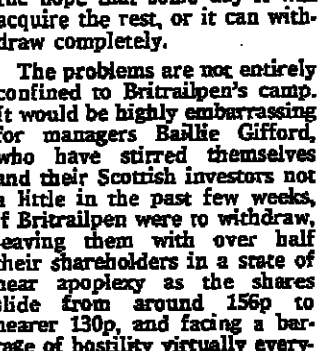 the hope that some day it will
acquire the rest, or it can with-
draw completely.
The problems are not entirely
confined to Britrailpen's camp.
It would be highly embarrassing
for managers Baillie Gifford,
who have stirred themselves
and their Scottish investors not
a little in the past few weeks,
if Britrailpen were to withdraw,
leaving them with over half
their shareholders in a state of
near apoplexy as the shares
slide from around 156p to
nearer 130p, and facing a bar-
rage of hostility virtually every-